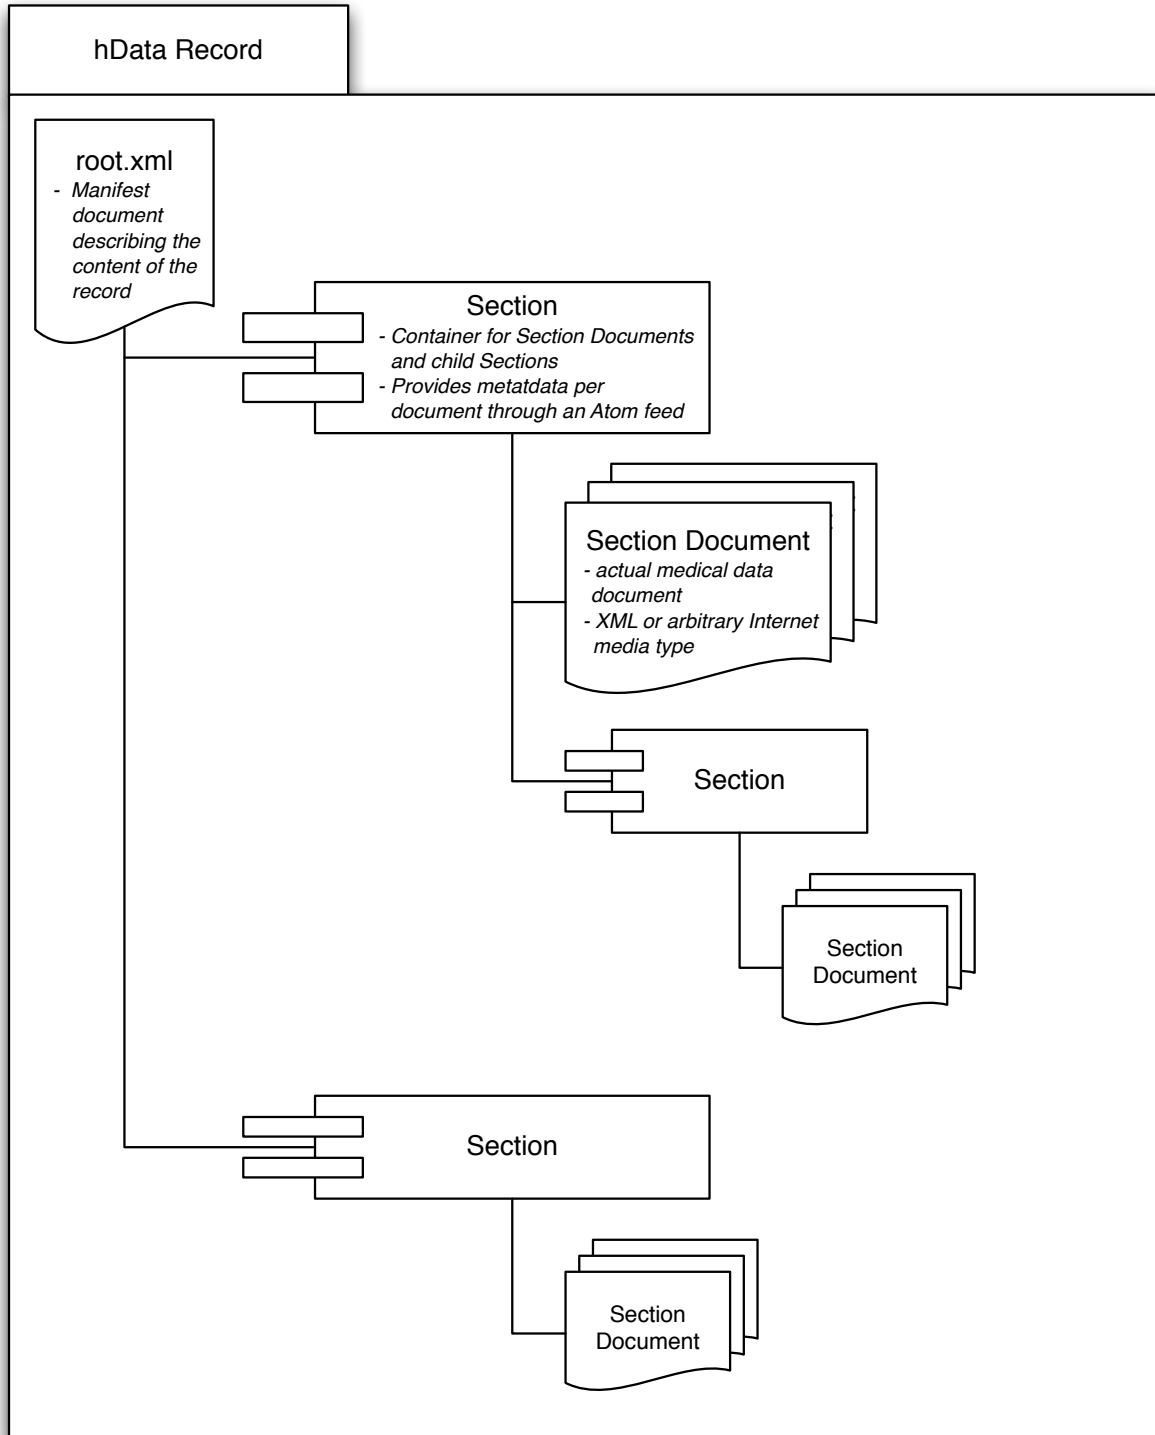 hData Record
root.xml
- Manifest
document
describing the
content of the
record
Section
- Container for Section Documents
and child Sections
- Provides metatdata per
document through an Atom feed
Section Document
- actual medical data
document
- XML or arbitrary Internet
media type
Section
Section
Document
Section
Section
Document